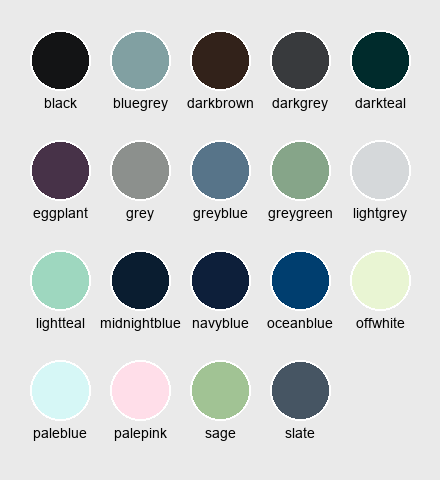 black bluegrey darkbrown darkgrey darkteal
eggplant grey greyblue greygreen lightgrey
lightteal midnightblue navyblue oceanblue offwhite
paleblue palepink sage slate